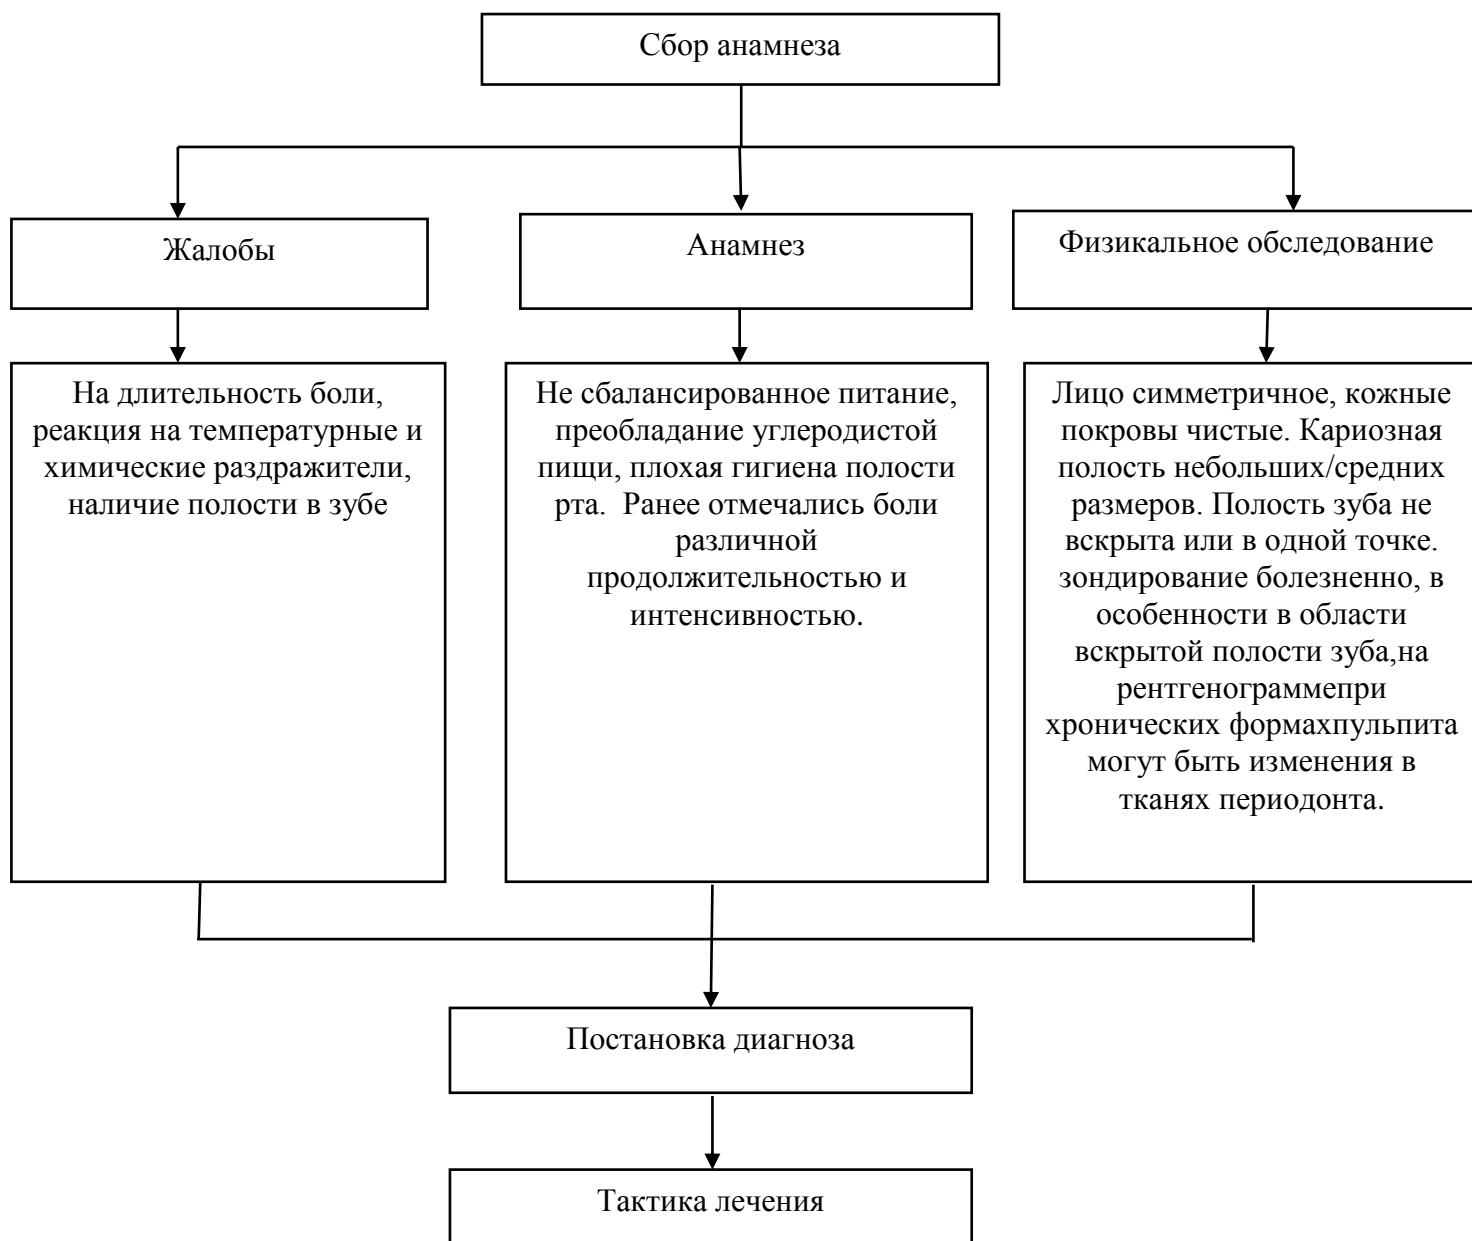 Сбор анамнеза
Жалобы
Анамнез
Физикальное обследование
На длительность боли,
реакция на температурные и
химические раздражители,
наличие полости в зубе
Не сбалансированное питание,
преобладание углеродистой
пищи, плохая гигиена полости
рта.  Ранее отмечались боли
различной
продолжительностью и
интенсивностью.
Лицо симметричное, кожные
покровы чистые. Кариозная
полость небольших/средних
размеров. Полость зуба не
вскрыта или в одной точке.
зондирование болезненно, в
особенности в области
вскрытой полости зуба,на
рентгенограммепри
хронических формахпульпита
могут быть изменения в
тканях периодонта.
Постановка диагноза
Тактика лечения